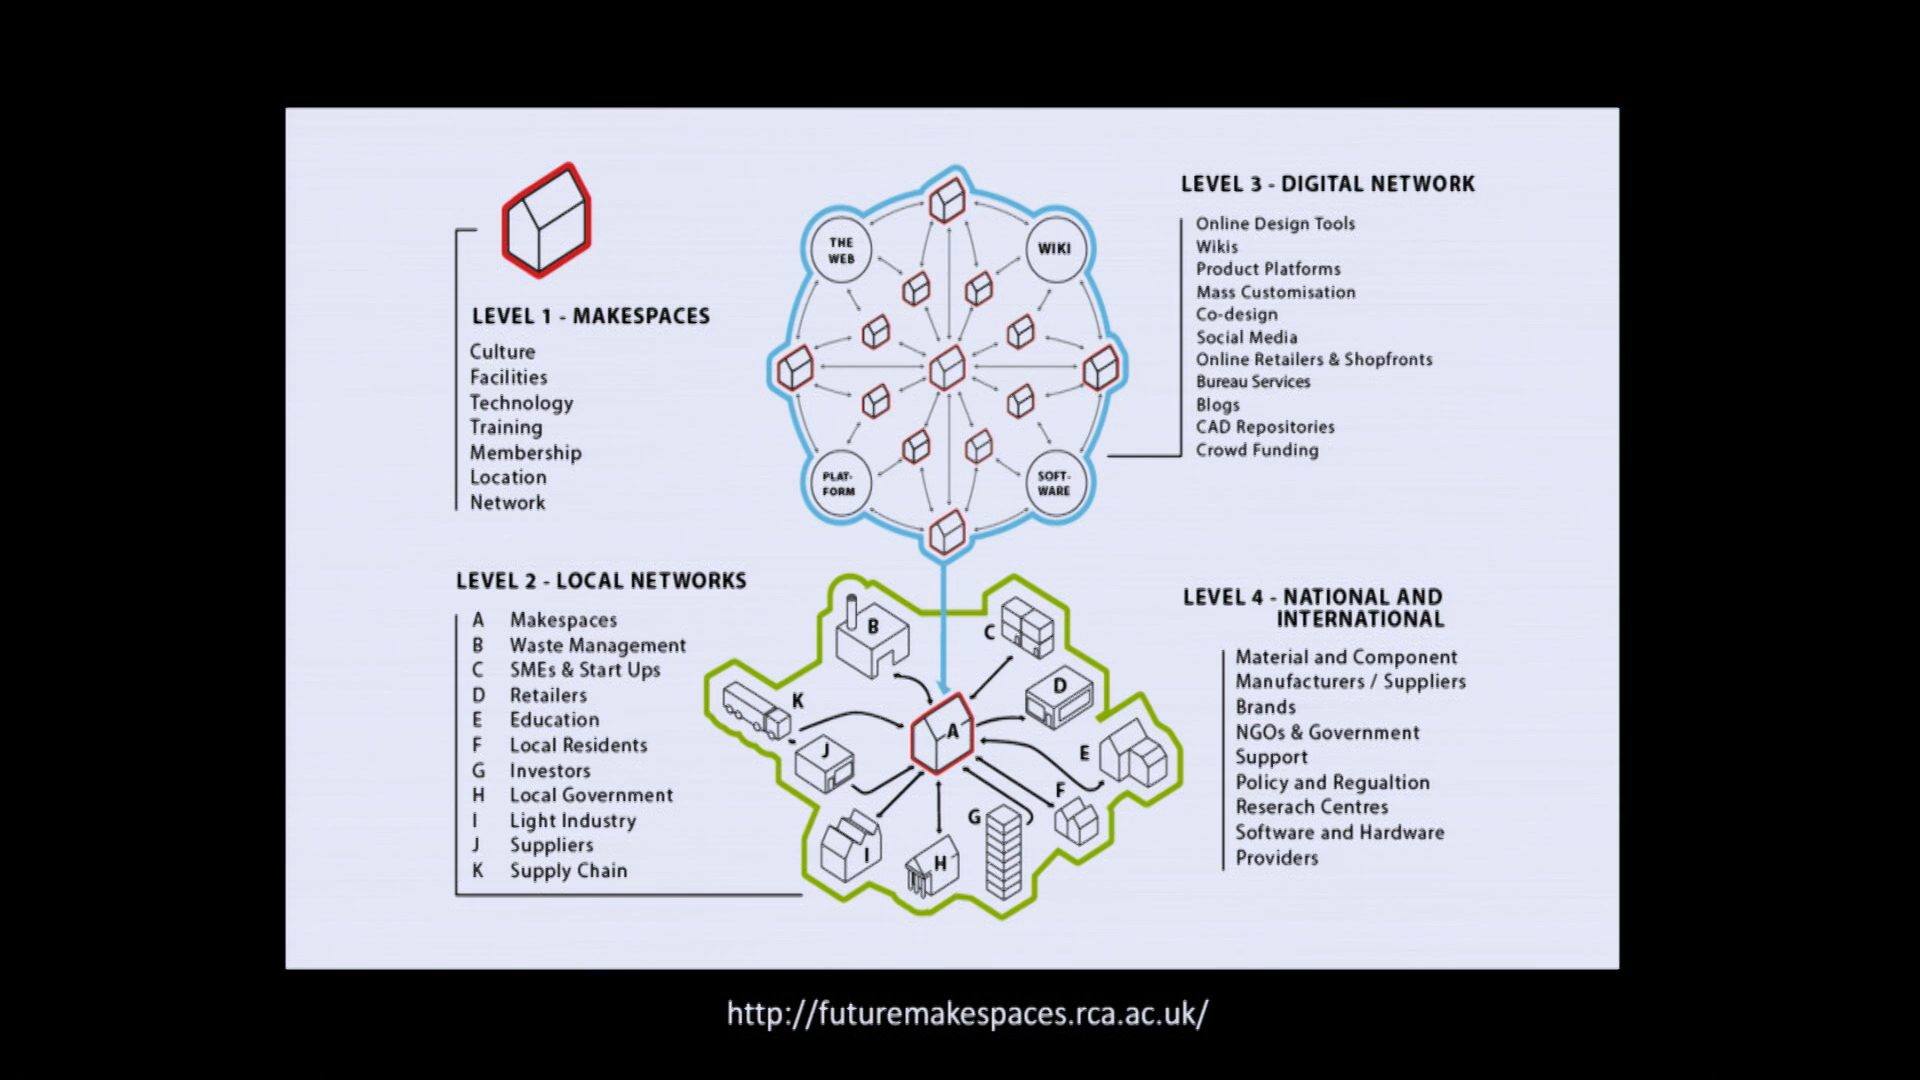 LEVEL 1 - MAKESPACES
Culture
Facilities
Technology
Training
Membership
Location
Network
THE
WEB
WIKI
PLAT-
FORM
SOFT-
WARE
LEVEL 3 - DIGITAL NETWORK
Online Design Tools
Wikis
Product Platforms
Mass Customisation
Co-design
Social Media
Online Retailers & Shopfronts
Bureau Services
Blogs
CAD Repositories
Crowd Funding
LEVEL 2 - LOCAL NETWORKS
A Makespaces
B Waste Management
C SMEs & Start Ups
D Retailers
E Education
F Local Residents
G Investors
H Local Government
I Light Industry
J Suppliers
K Supply Chain
B
C
D
K
A
J
E
F
G
I
H
LEVEL 4 - NATIONAL AND
INTERNATIONAL
Material and Component
Manufacturers / Suppliers
Brands
NGOs & Government
Support
Policy and Regualtion
Reserach Centres
Software and Hardware
Providers
http://futuremakespaces.rca.ac.uk/